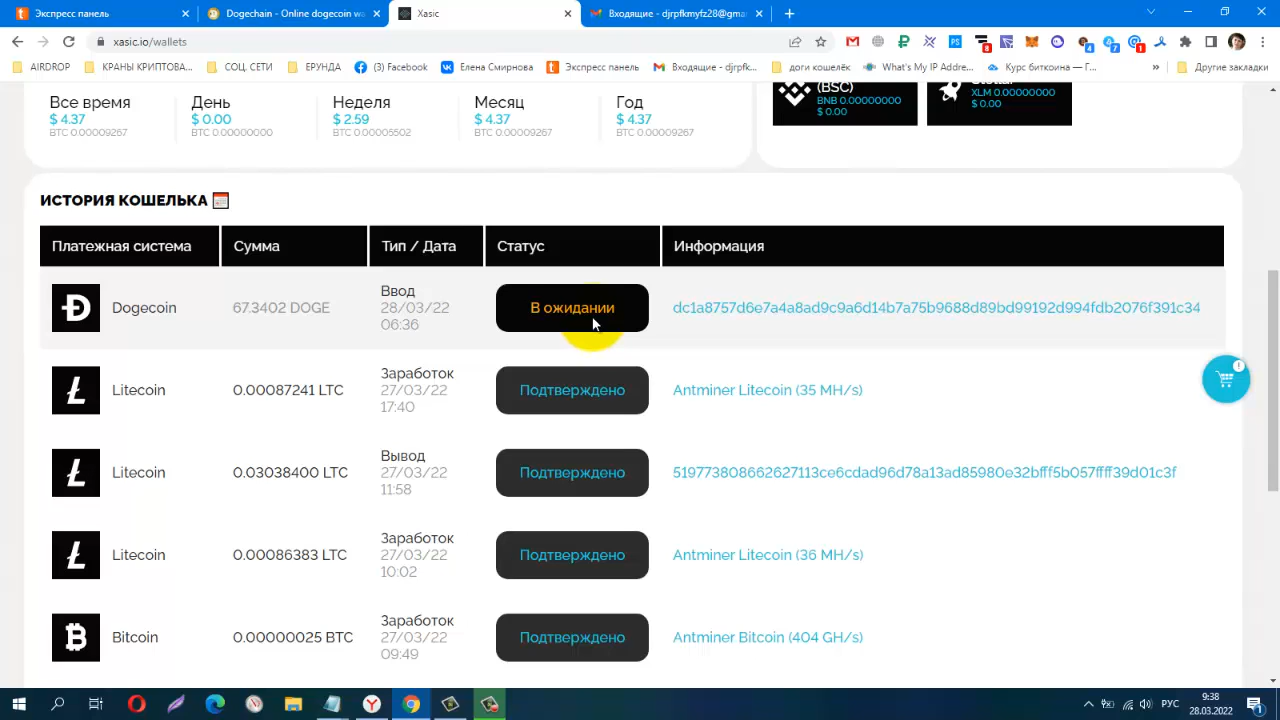 Экспресс панель
Dogechain - Online dogecoin wa
Xasic
Входящие - djrpfkmyfz28@gma
xasic.io/wallets
AIRDROP
КРАНЫ КРИПТОВА...
СОЦ. СЕТИ
ЕРУНДА
(3) Facebook
Елена Смирнова
Экспресс панель
Входящие - djrpfk...
доги кошелёк
What's My IP Addre...
Курс биткоина — Г...
»
Другие закладки
Все время
$ 4.37
BTC 0.00009267
День
$ 0.00
BTC 0.00000000
Неделя
$ 2.59
BTC 0.00005502
Месяц
$ 4.37
BTC 0.00009267
Год
$ 4.37
BTC 0.00009267
(BSC)
BNB 0.00000000
$ 0.00
XLM 0.00000000
$ 0.00
ИСТОРИЯ КОШЕЛЬКА
Платежная система
Сумма
Тип / Дата
Статус
Информация
Dogecoin
67.3402 DOGE
Ввод
28/03/22
06:36
В ожидании
dc1a8757d6e7a4a8ad9c9a6d14b7a75b9688d89bd99192d994fdb2076f391c34
Litecoin
0.00087241 LTC
Заработок
27/03/22
17:40
Подтверждено
Antminer Litecoin (35 MH/s)
Litecoin
0.03038400 LTC
Вывод
27/03/22
11:58
Подтверждено
519773808662627113ce6cdad96d78a13ad85980e32bfff5b057ffff39d01c3f
Litecoin
0.00086383 LTC
Заработок
27/03/22
10:02
Подтверждено
Antminer Litecoin (36 MH/s)
Bitcoin
0.00000025 BTC
Заработок
27/03/22
09:49
Подтверждено
Antminer Bitcoin (404 GH/s)
РУС
9:38
28.03.2022